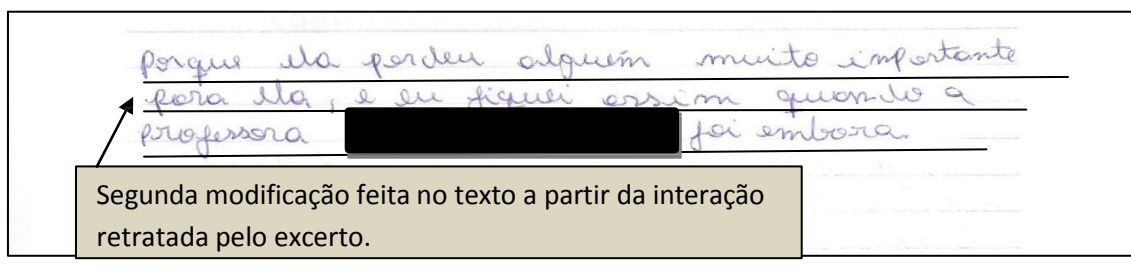 Porque ela perdeu alguém muito importante
para ela, e eu fiquei assim quando a
professora foi embora.
Segunda modificação feita no texto a partir da interação
retratada pelo excerto.